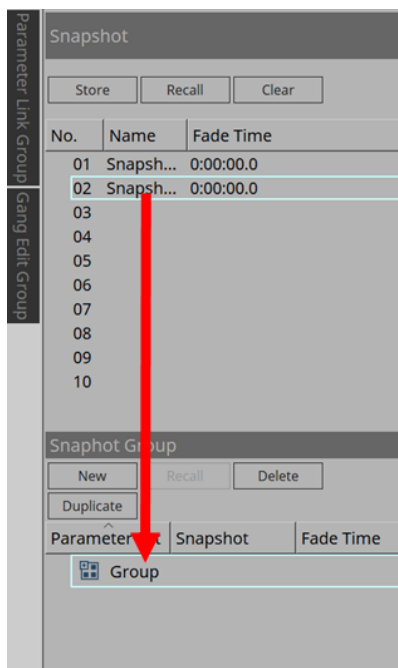 Parameter Link Group
Gang Edit Group
Snapshot
Store Recall Clear
No. Name Fade Time
01 Snapsh... 0:00:00.0
02 Snapsh... 0:00:00.0
03
04
05
06
07
08
09
10
Snaphot Group
New Recall Delete
Duplicate
Snapshot Fade Time
Group